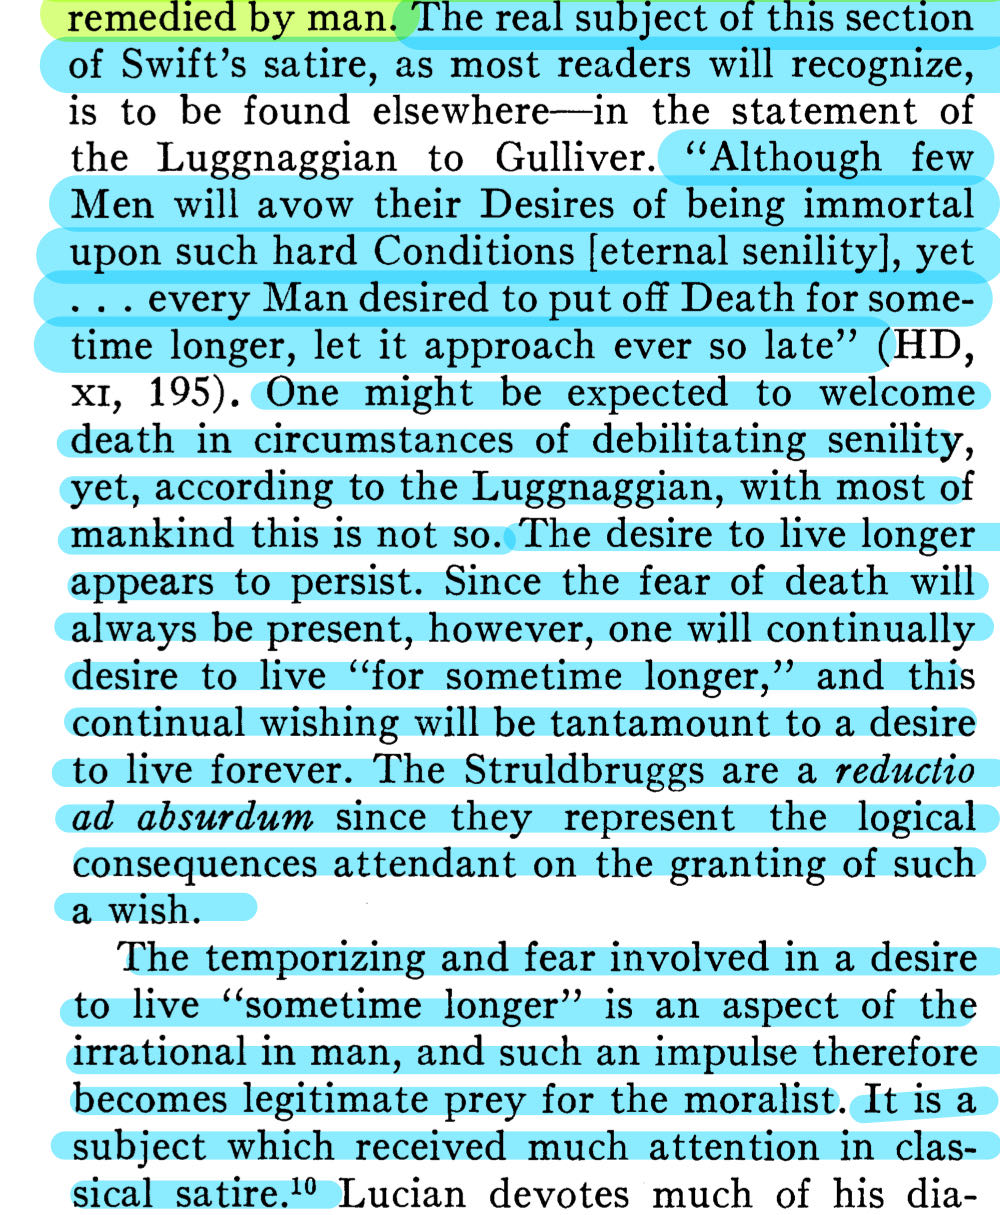 remedied by man. The real subject of this section
of Swift’s satire, as most readers will recognize,
is to be found elsewhere—in the statement of
the Luggnaggian to Gulliver. “Although few
Men will avow their Desires of being immortal
upon such hard Conditions [eternal senility], yet
. . . every Man desired to put off Death for some-
time longer, let it approach ever so late” (HD,
XI, 195). One might be expected to welcome
death in circumstances of debilitating senility,
yet, according to the Luggnaggian, with most of
mankind this is not so. The desire to live longer
appears to persist. Since the fear of death will
always be present, however, one will continually
desire to live “for sometime longer,” and this
continual wishing will be tantamount to a desire
to live forever. The Struldbruggs are a reductio
ad absurdum since they represent the logical
consequences attendant on the granting of such
a wish.
The temporizing and fear involved in a desire
to live “sometime longer” is an aspect of the
irrational in man, and such an impulse therefore
becomes legitimate prey for the moralist. It is a
subject which received much attention in clas-
sical satire.¹⁰ Lucian devotes much of his dia-